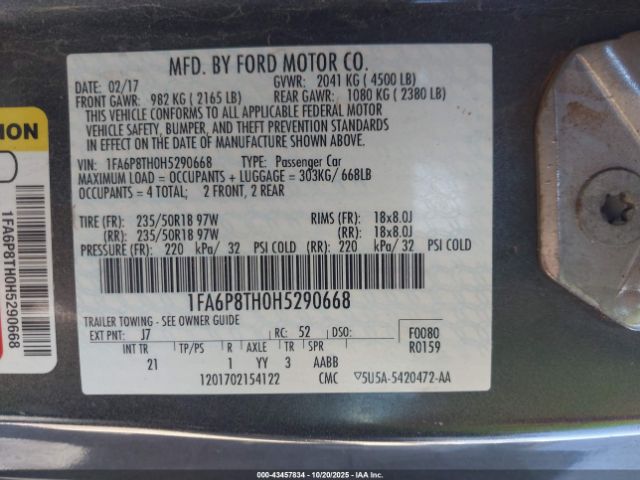 MFD. BY FORD MOTOR CO.
DATE: 02/17 GVWR: 2041 KG ( 4500 LB)
FRONT GAWR: 982 KG ( 2165 LB) REAR GAWR: 1080 KG ( 2380 LB)
THIS VEHICLE CONFORMS TO ALL APPLICABLE FEDERAL MOTOR
VEHICLE SAFETY, BUMPER, AND THEFT PREVENTION STANDARDS
IN EFFECT ON THE DATE OF MANUFACTURE SHOWN ABOVE.
VIN: 1FA6P8TH0H5290668 TYPE: Passenger Car
MAXIMUM LOAD = OCCUPANTS + LUGGAGE = 303KG/ 668LB
OCCUPANTS = 4 TOTAL; 2 FRONT, 2 REAR
TIRE (FR): 235/50R18 97W RIMS (FR): 18x8.0J
(RR): 235/50R18 97W (RR): 18x8.0J
PRESSURE (FR): 220 kPa/ 32 PSI COLD (RR): 220 kPa/ 32 PSI COLD
1FA6P8TH0H5290668
TRAILER TOWING - SEE OWNER GUIDE
EXT PNT: J7 RC: 52 DSO: F0080
INT TR TP/PS R AXLE TR SPR R0159
21 1 YY 3 AABB
1201702154122 CMC ▽5U5A-5420472-AA
ION
1FA6P8TH0H5290668
000-43457834 - 10/20/2025 - IAA Inc.